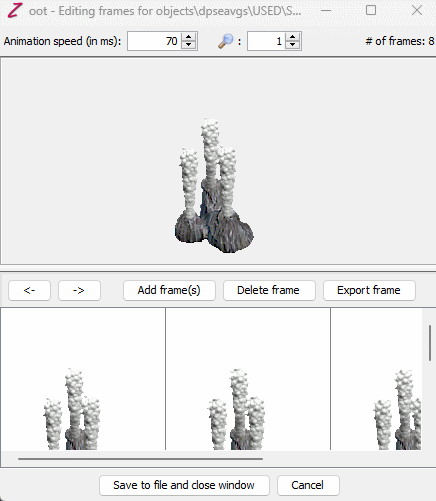 oot - Editing frames for objects\dpseavgs\USED\S...
Animation speed (in ms): 70 : 1 # of frames: 8
<- -> Add frame(s) Delete frame Export frame
Save to file and close window Cancel